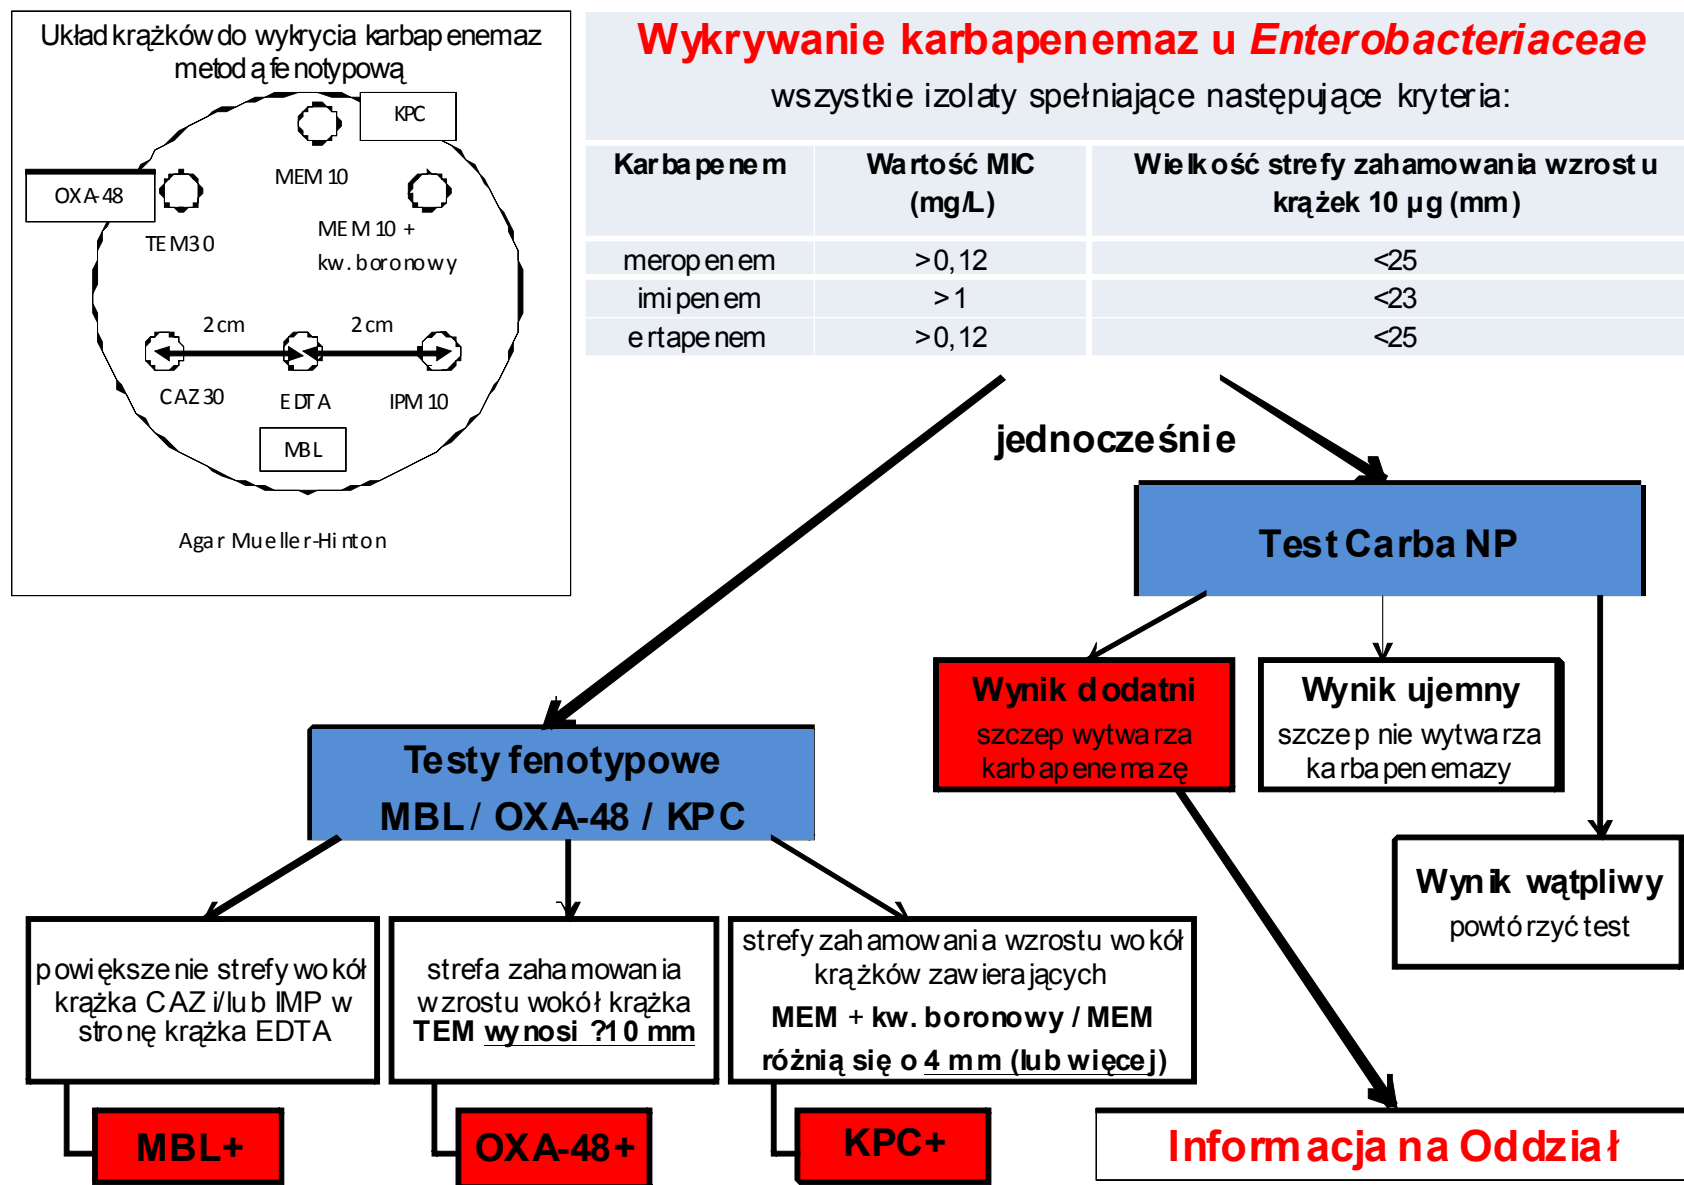 Układ krążków do wykrycia karbapenemaz
metodą fenotypową
KPC
OXA-48
MEM 10
TEM30
MEM 10 +
kw. boronowy
2 cm
2 cm
CAZ 30
EDTA
IPM 10
MBL
Agar Mueller-Hinton
Wykrywanie karbapenemaz u Enterobacteriaceae
wszystkie izolaty spełniające następujące kryteria:
Karbapenem Wartość MIC (mg/L) Wielkość strefy zahamowania wzrostu krążek 10 µg (mm)
meropenem >0,12 <25
imipenem >1 <23
ertapenem >0,12 <25
jednocześnie
Test Carba NP
Wynik dodatni
szczep wytwarza
karbapenemazę
Wynik ujemny
szczep nie wytwarza
karbapenemazy
Wynik wątpliwy
powtórzyć test
Testy fenotypowe
MBL / OXA-48 / KPC
powiększenie strefy wokół
krążka CAZ i/lub IMP w
stronę krążka EDTA
strefa zahamowania
wzrostu wokół krążka
TEM wynosi ?10 mm
strefy zahamowania wzrostu wokół
krążków zawierających
MEM + kw. boronowy / MEM
różnią się o 4 mm (lub więcej)
MBL+
OXA-48+
KPC+
Informacja na Oddział